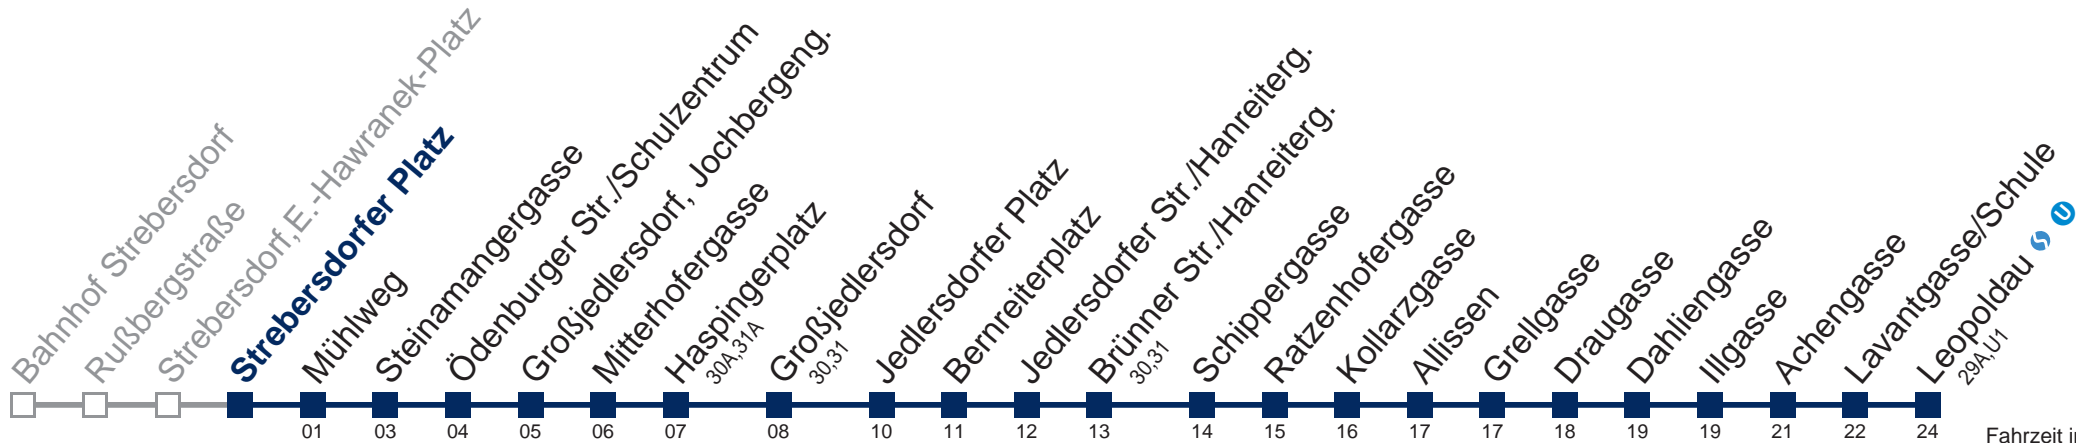 Bahnhof Strebersdorf
Rußbergstraße
Strebersdorf,E.-Hawranek-Platz
Strebersdorfer Platz
Mühlweg
Steinamangergasse
Ödenburger Str./Schulzentrum
Großjedlersdorf, Jochbergeng.
Mitterhofergasse
Haspingerplatz
30A,31A
Großjedlersdorf
30,31
Jedlersdorfer Platz
Bernreiterplatz
Jedlersdorfer Str./Hanreiterg.
Brünner Str./Hanreiterg.
30,31
Schippergasse
Ratzenhofergasse
Kollarzgasse
Allissen
Grellgasse
Draugasse
Dahliengasse
Illgasse
Achengasse
Lavantgasse/Schule
Leopoldau S U
29A,U1
01 03 04 05 06 07 08 10 11 12 13 14 15 16 17 17 18 19 19 21 22 24
Fahrzeit i